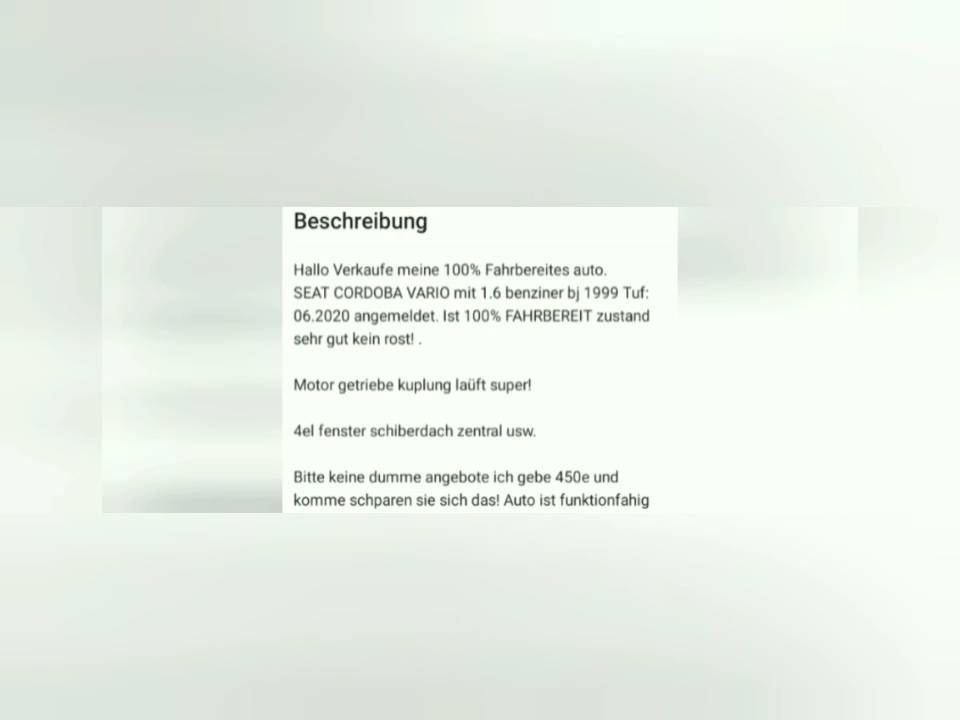 Beschreibung
Hallo Verkaufe meine 100% Fahrbereites auto.
SEAT CORDOBA VARIO mit 1.6 benziner bj 1999 Tuf:
06.2020 angemeldet. Ist 100% FAHRBEREIT zustand
sehr gut kein rost! .
Motor getriebe kuplung laüft super!
4el fenster schiberdach zentral usw.
Bitte keine dumme angebote ich gebe 450e und
komme schparen sie sich das! Auto ist funktionfahig